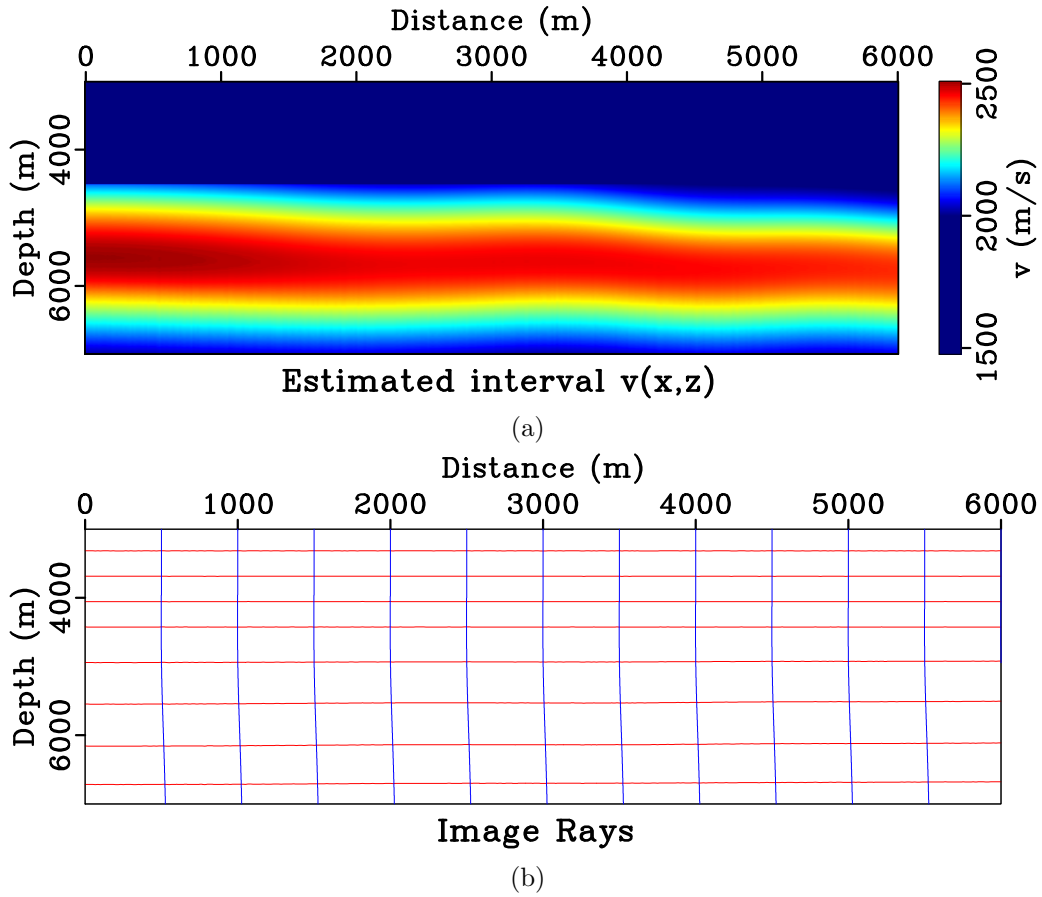 Distance (m)
0 1000 2000 3000 4000 5000 6000
Depth (m)
4000
6000
2500
2000
1500
v (m/s)
Estimated interval v(x,z)
(a)
Distance (m)
0 1000 2000 3000 4000 5000 6000
Depth (m)
4000
6000
Image Rays
(b)